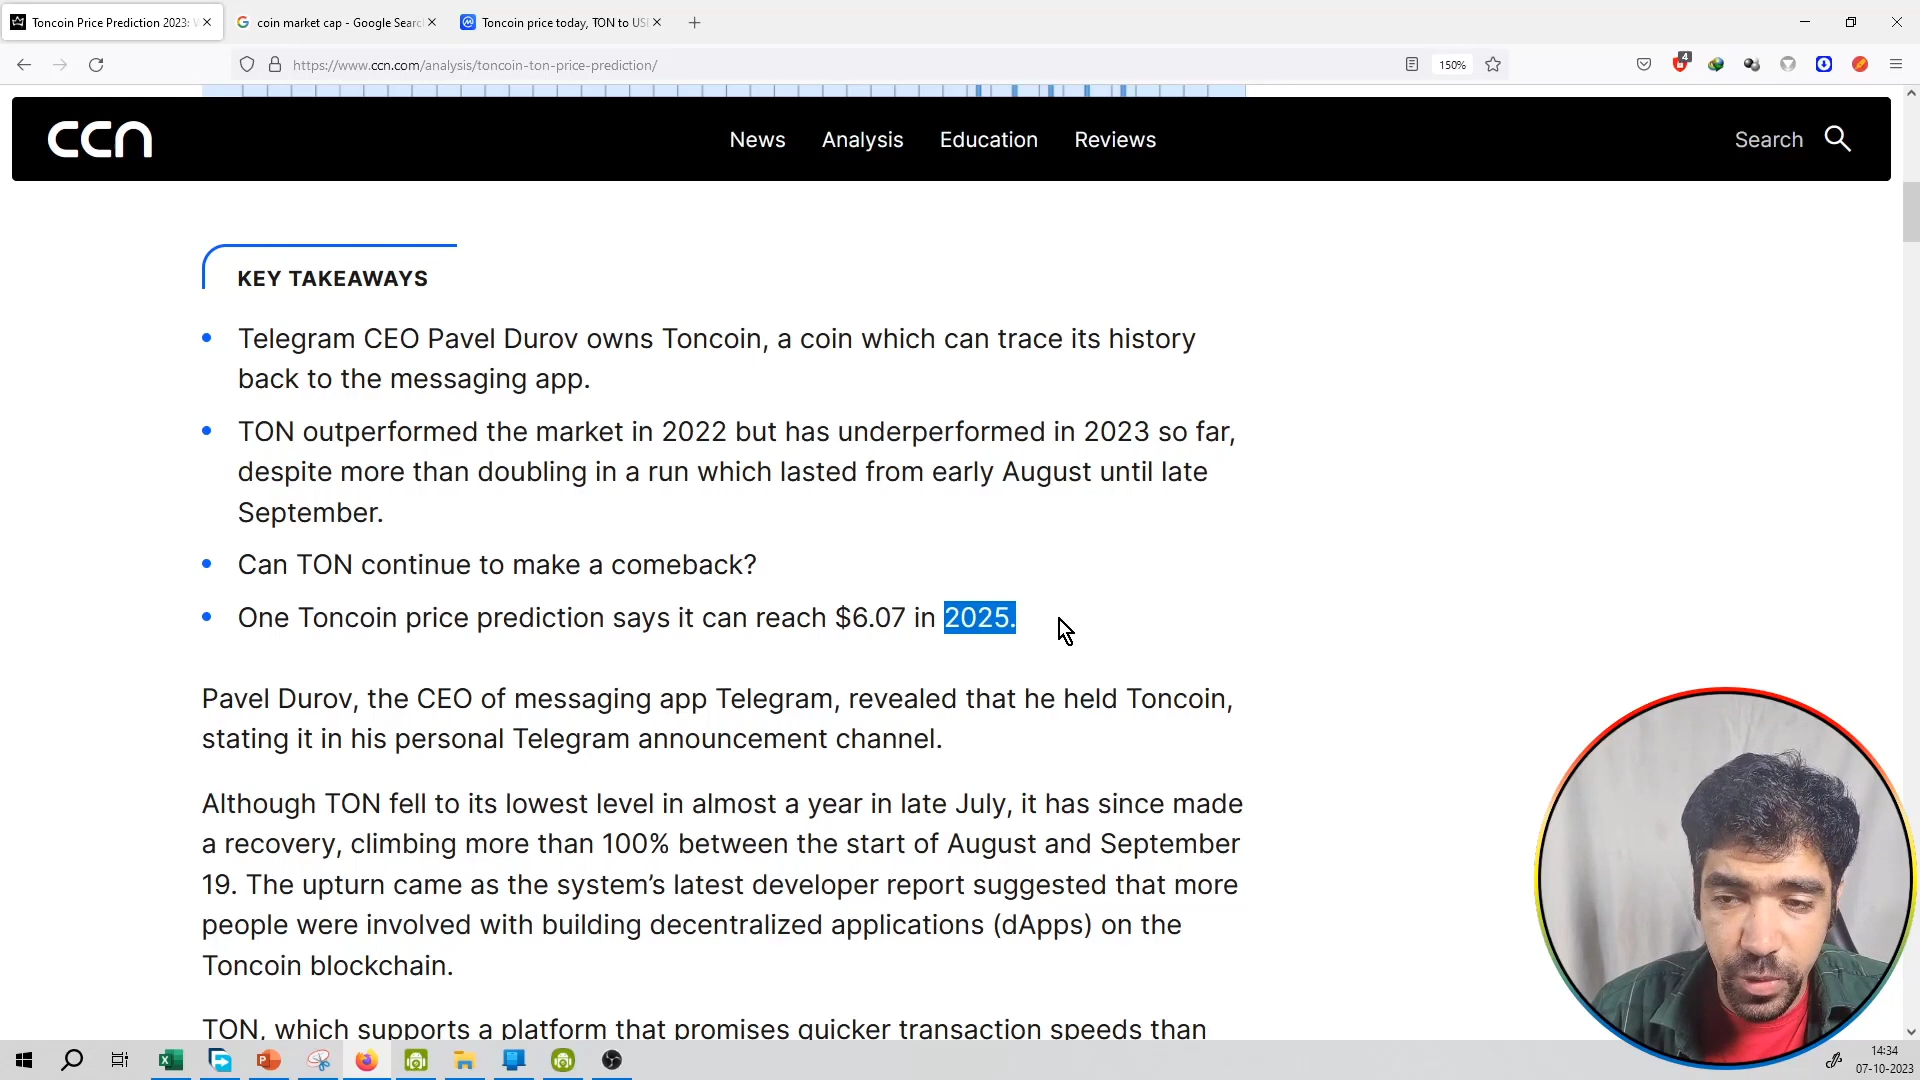 Toncoin Price Prediction 2023:
coin market cap - Google Searc
Toncoin price today, TON to US
https://www.ccn.com/analysis/toncoin-ton-price-prediction/
150%
4
ccn
News
Analysis
Education
Reviews
Search
KEY TAKEAWAYS
Telegram CEO Pavel Durov owns Toncoin, a coin which can trace its history
back to the messaging app.
TON outperformed the market in 2022 but has underperformed in 2023 so far,
despite more than doubling in a run which lasted from early August until late
September.
Can TON continue to make a comeback?
One Toncoin price prediction says it can reach $6.07 in 2025.
Pavel Durov, the CEO of messaging app Telegram, revealed that he held Toncoin,
stating it in his personal Telegram announcement channel.
Although TON fell to its lowest level in almost a year in late July, it has since made
a recovery, climbing more than 100% between the start of August and September
19. The upturn came as the system’s latest developer report suggested that more
people were involved with building decentralized applications (dApps) on the
Toncoin blockchain.
TON, which supports a platform that promises quicker transaction speeds than
14:34
07-10-2023